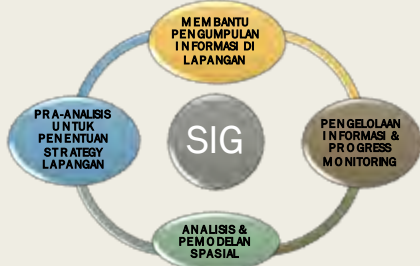 MEMBANTU
PENGUMPULAN
INFORMASI DI
LAPANGAN
PRA-ANALISIS
UNTUK
PENENTUAN
STRATEGY
LAPANGAN
SIG
PENGELOLAAN
INFORMASI &
PROGRESS
MONITORING
ANALISIS &
PEMODELAN
SPASIAL